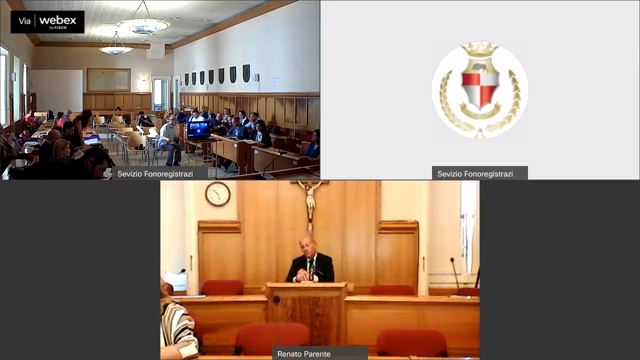 Via webex
by CISCO
Sevizio Fonoregistrazi
Sevizio Fonoregistrazi
Renato Parente